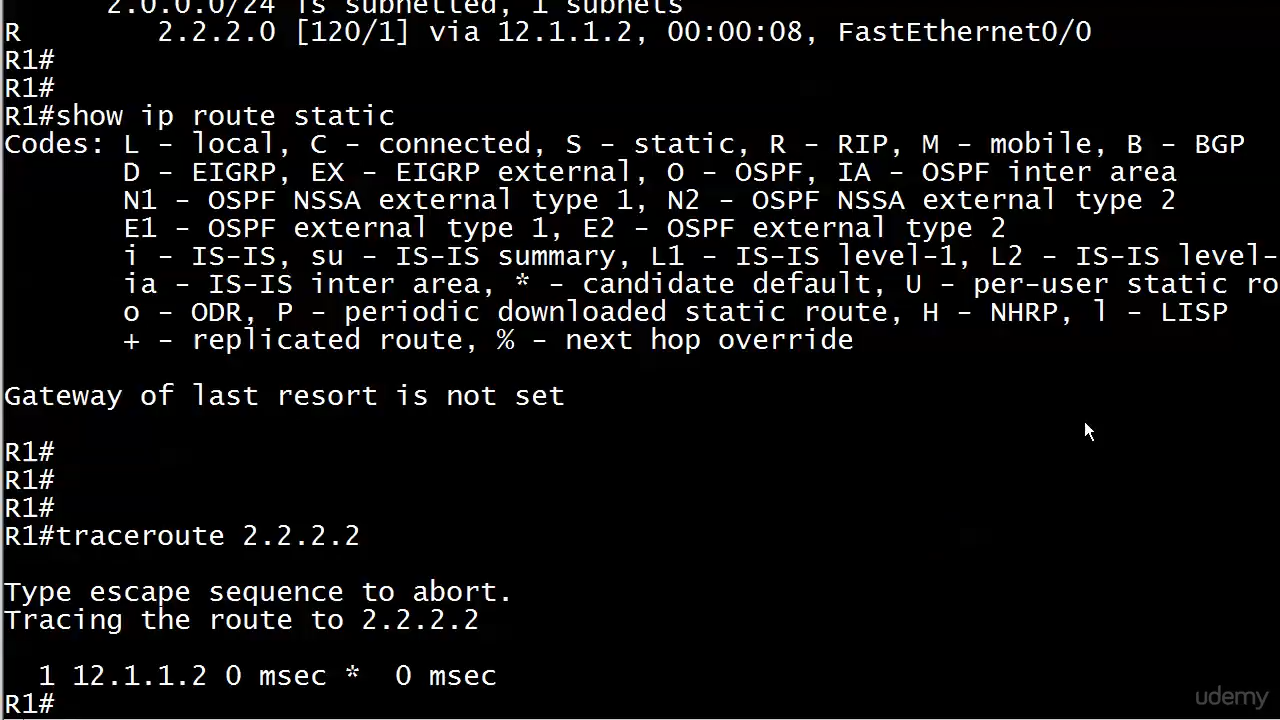 2.0.0.0/24 is subnetted, 1 subnets
R        2.2.2.0 [120/1] via 12.1.1.2, 00:00:08, FastEthernet0/0
R1#
R1#
R1#show ip route static
Codes: L - local, C - connected, S - static, R - RIP, M - mobile, B - BGP
       D - EIGRP, EX - EIGRP external, O - OSPF, IA - OSPF inter area
       N1 - OSPF NSSA external type 1, N2 - OSPF NSSA external type 2
       E1 - OSPF external type 1, E2 - OSPF external type 2
       i - IS-IS, su - IS-IS summary, L1 - IS-IS level-1, L2 - IS-IS level-
       ia - IS-IS inter area, * - candidate default, U - per-user static ro
       o - ODR, P - periodic downloaded static route, H - NHRP, l - LISP
       + - replicated route, % - next hop override
Gateway of last resort is not set
R1#
R1#
R1#
R1#traceroute 2.2.2.2
Type escape sequence to abort.
Tracing the route to 2.2.2.2
  1 12.1.1.2 0 msec *  0 msec
R1#
udemy